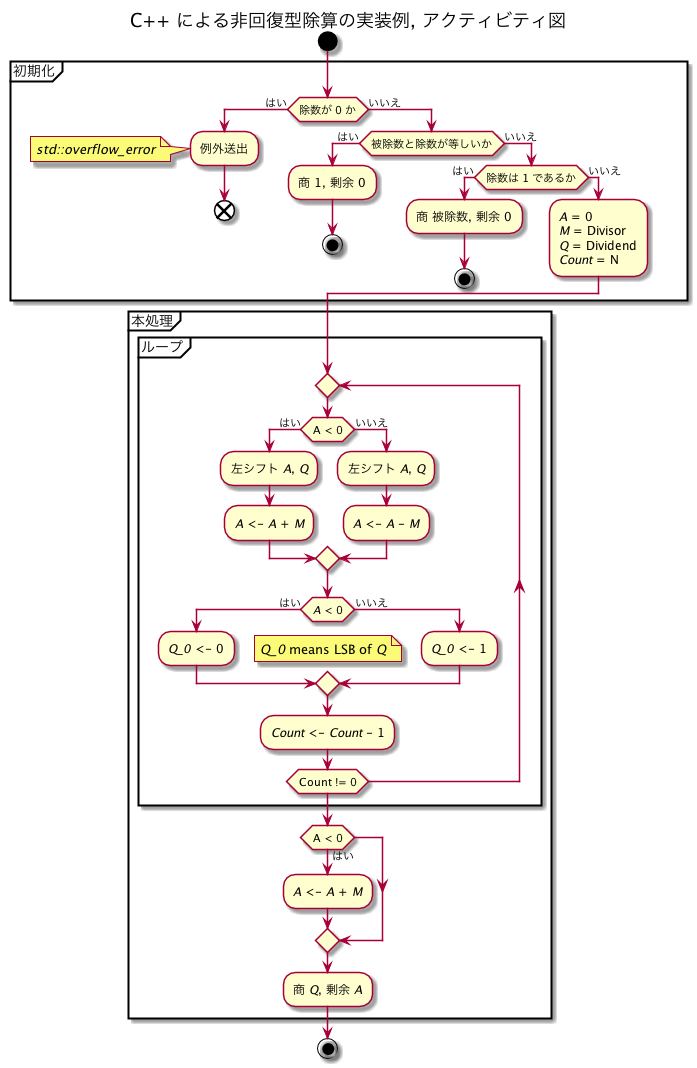 C++ による非回復型除算の実装例, アクティビティ図
初期化
除数が 0 か
はい
いいえ
std::overflow_error
例外送出
被除数と除数が等しいか
はい
いいえ
商 1, 剰余 0
除数は 1 であるか
はい
いいえ
商 被除数, 剰余 0
A = 0
M = Divisor
Q = Dividend
Count = N
本処理
ループ
A < 0
はい
いいえ
左シフト A, Q
左シフト A, Q
A <- A + M
A <- A - M
A < 0
はい
いいえ
Q_0 <- 0
Q_0 means LSB of Q
Q_0 <- 1
Count <- Count - 1
Count != 0
A < 0
はい
A <- A + M
商 Q, 剰余 A